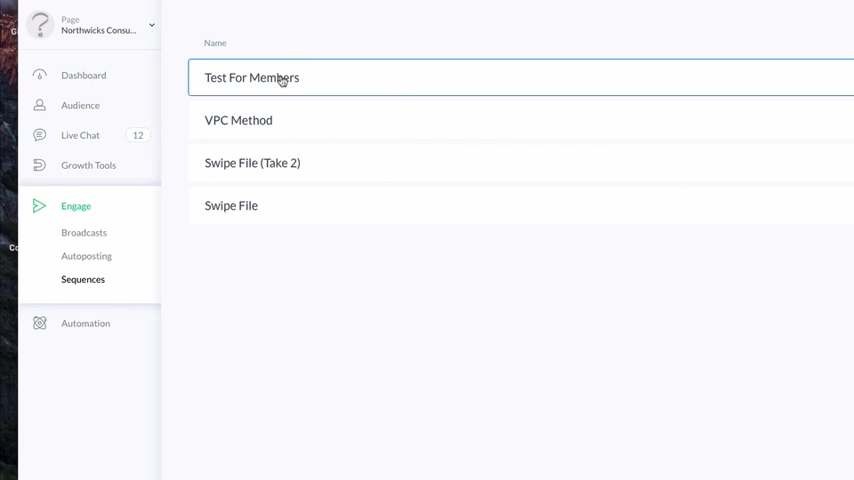 Page
Northwicks Consu...
Dashboard
Audience
Live Chat 12
Growth Tools
Engage
Broadcasts
Autoposting
Sequences
Automation
Name
Test For Members
VPC Method
Swipe File (Take 2)
Swipe File